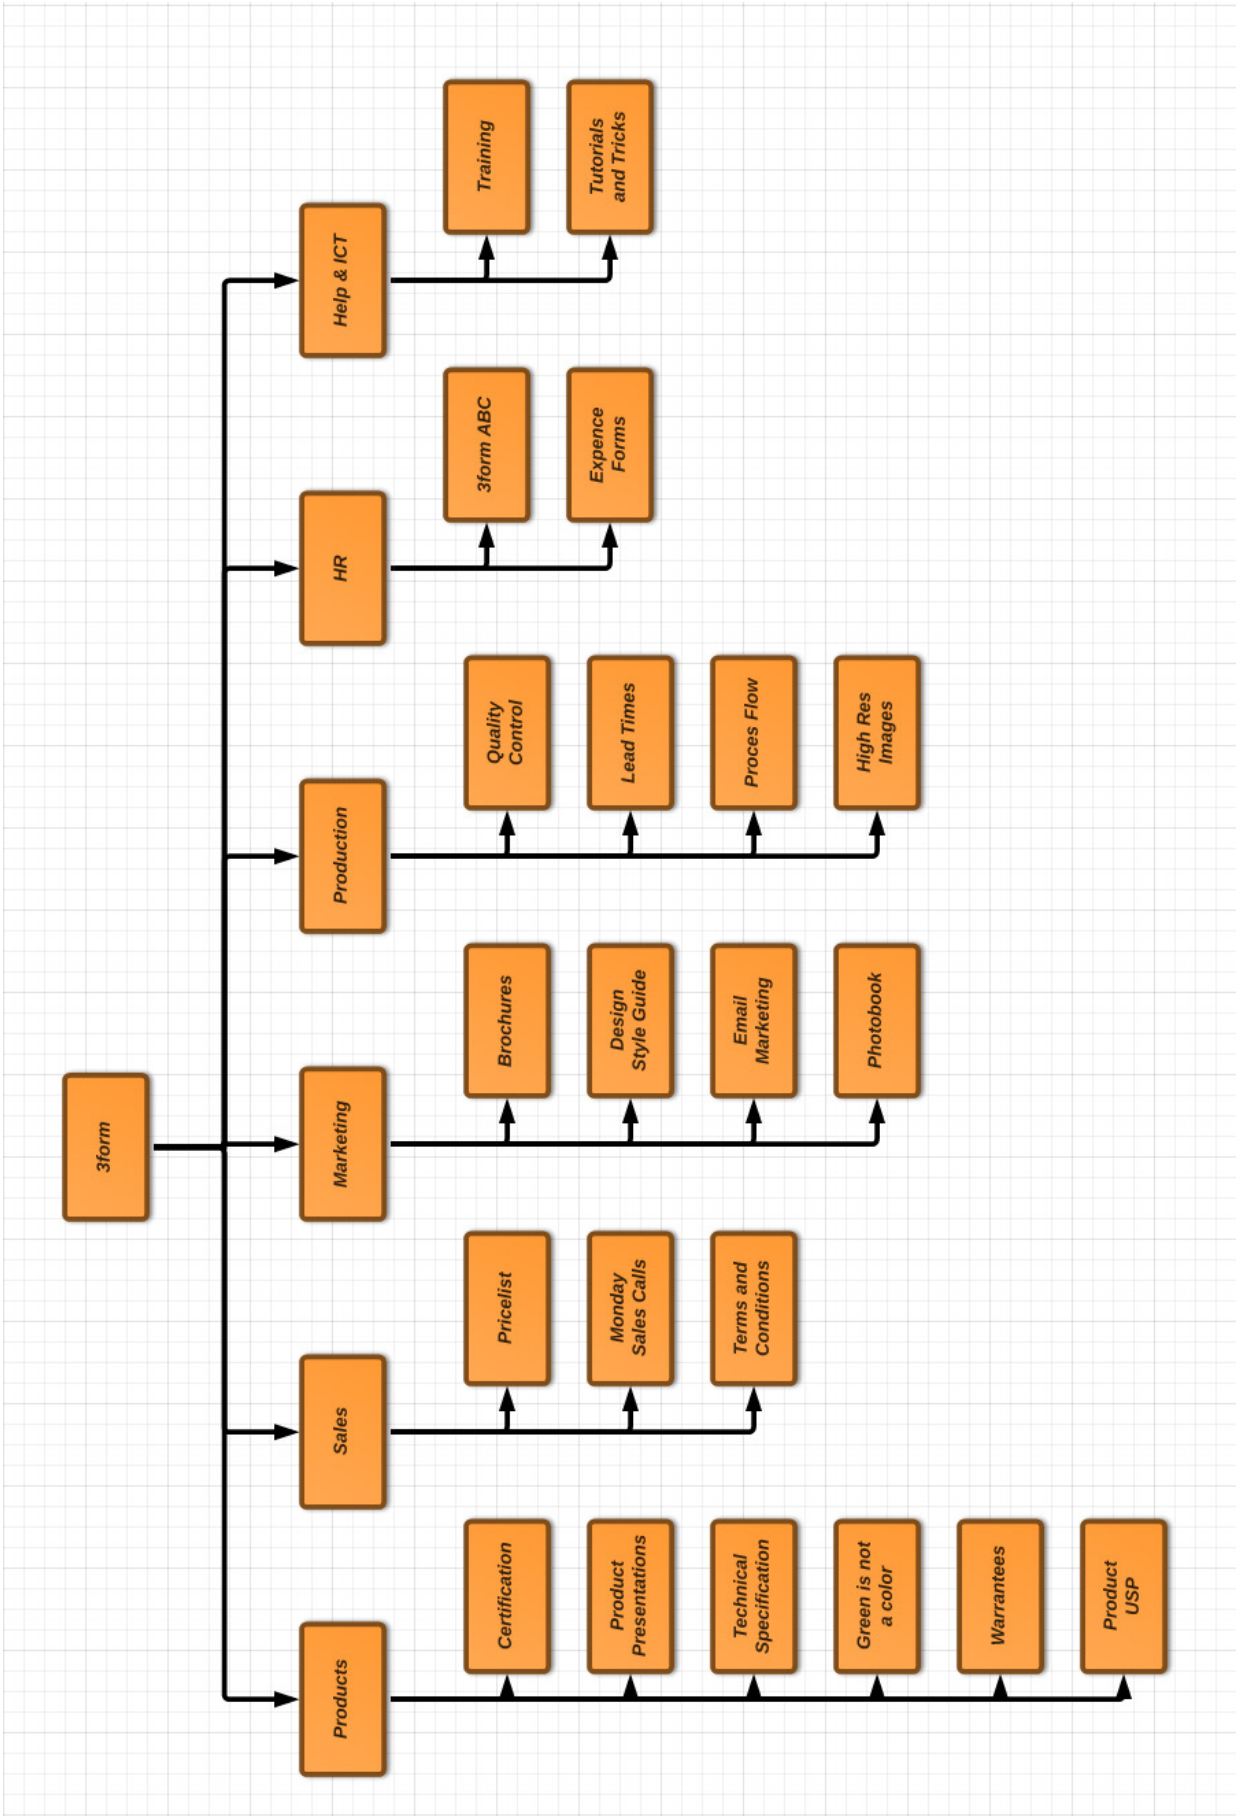 3form
Products
Sales
Marketing
Production
HR
Help & ICT
Certification
Product
Presentations
Technical
Specification
Green is not
a color
Warrantees
Product
USP
Pricelist
Monday
Sales Calls
Terms and
Conditions
Brochures
Design
Style Guide
Email
Marketing
Photobook
Quality
Control
Lead Times
Proces Flow
High Res
Images
3form ABC
Expence
Forms
Training
Tutorials
and Tricks